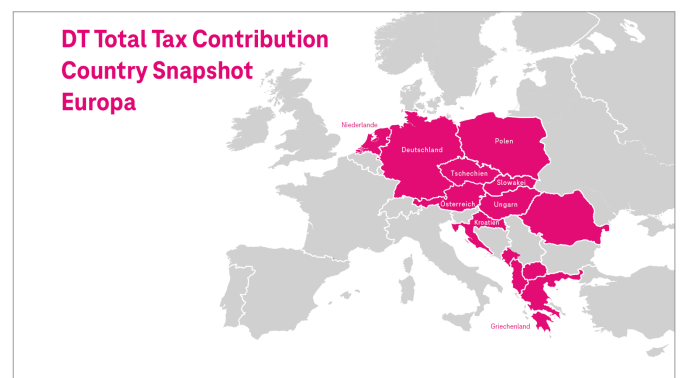 DT Total Tax Contribution
Country Snapshot
Europa
Niederlande
Deutschland
Polen
Tschechien
Slowakei
Österreich
Ungarn
Kroatien
Griechenland